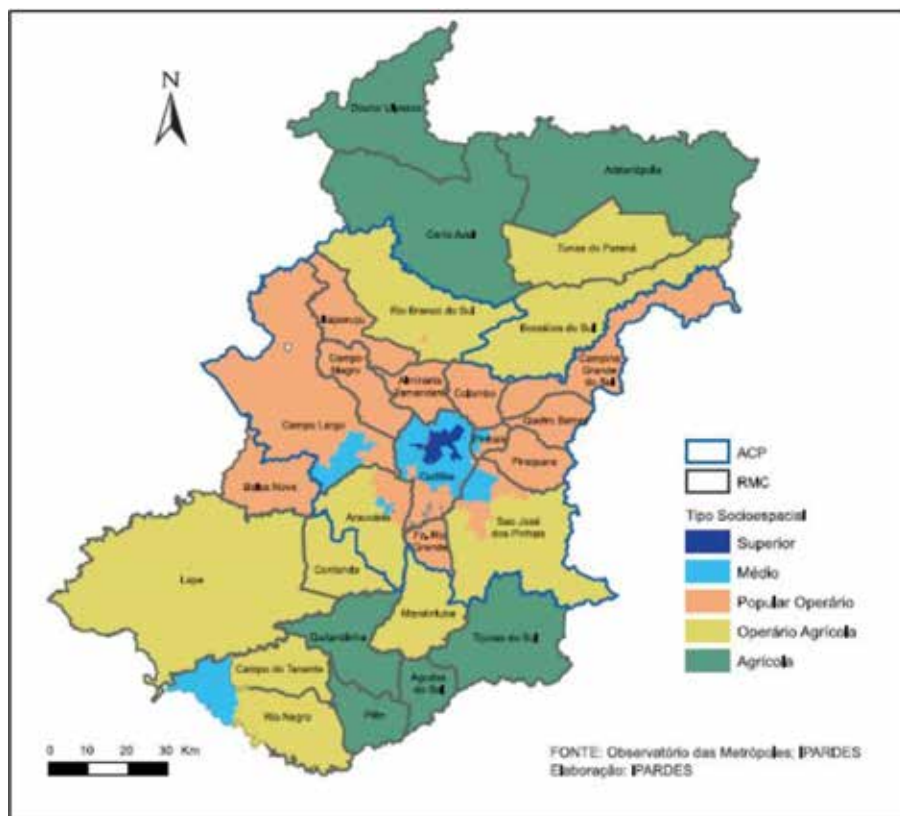 N
Doutor Ulysses
Adrianópolis
Cerro Azul
Tunas do Paraná
Rio Branco do Sul
Bocaiúva do Sul
Itaperuçu
Campo
Magro
Almirante
Tamandaré
Colombo
Campina
Grande
do Sul
Quatro Barras
Pinhais
Piraquara
Campo Largo
Curitiba
Balsa Nova
Araucária
Faz. Rio
Grande
São José
dos Pinhais
Lapa
Contenda
Mandirituba
Quitandinha
Tijucas do Sul
Campo do Tenente
Agudos
do Sul
Rio Negro
Piên
ACP
RMC
Tipo Socioespacial
Superior
Médio
Popular Operário
Operário Agrícola
Agrícola
0 10 20 30 Km
FONTE: Observatório das Metrópoles; IPARDES
Elaboração: IPARDES